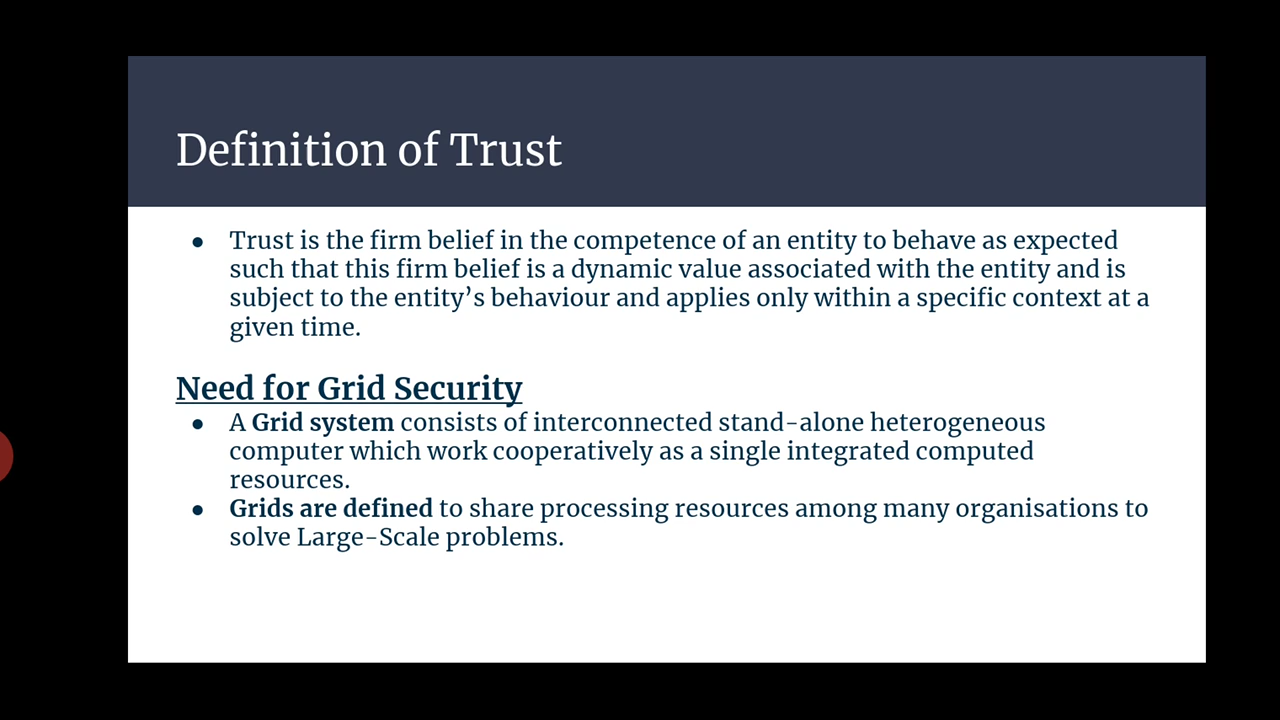 Definition of Trust
● Trust is the firm belief in the competence of an entity to behave as expected
such that this firm belief is a dynamic value associated with the entity and is
subject to the entity’s behaviour and applies only within a specific context at a
given time.
Need for Grid Security
● A Grid system consists of interconnected stand-alone heterogeneous
computer which work cooperatively as a single integrated computed
resources.
● Grids are defined to share processing resources among many organisations to
solve Large-Scale problems.